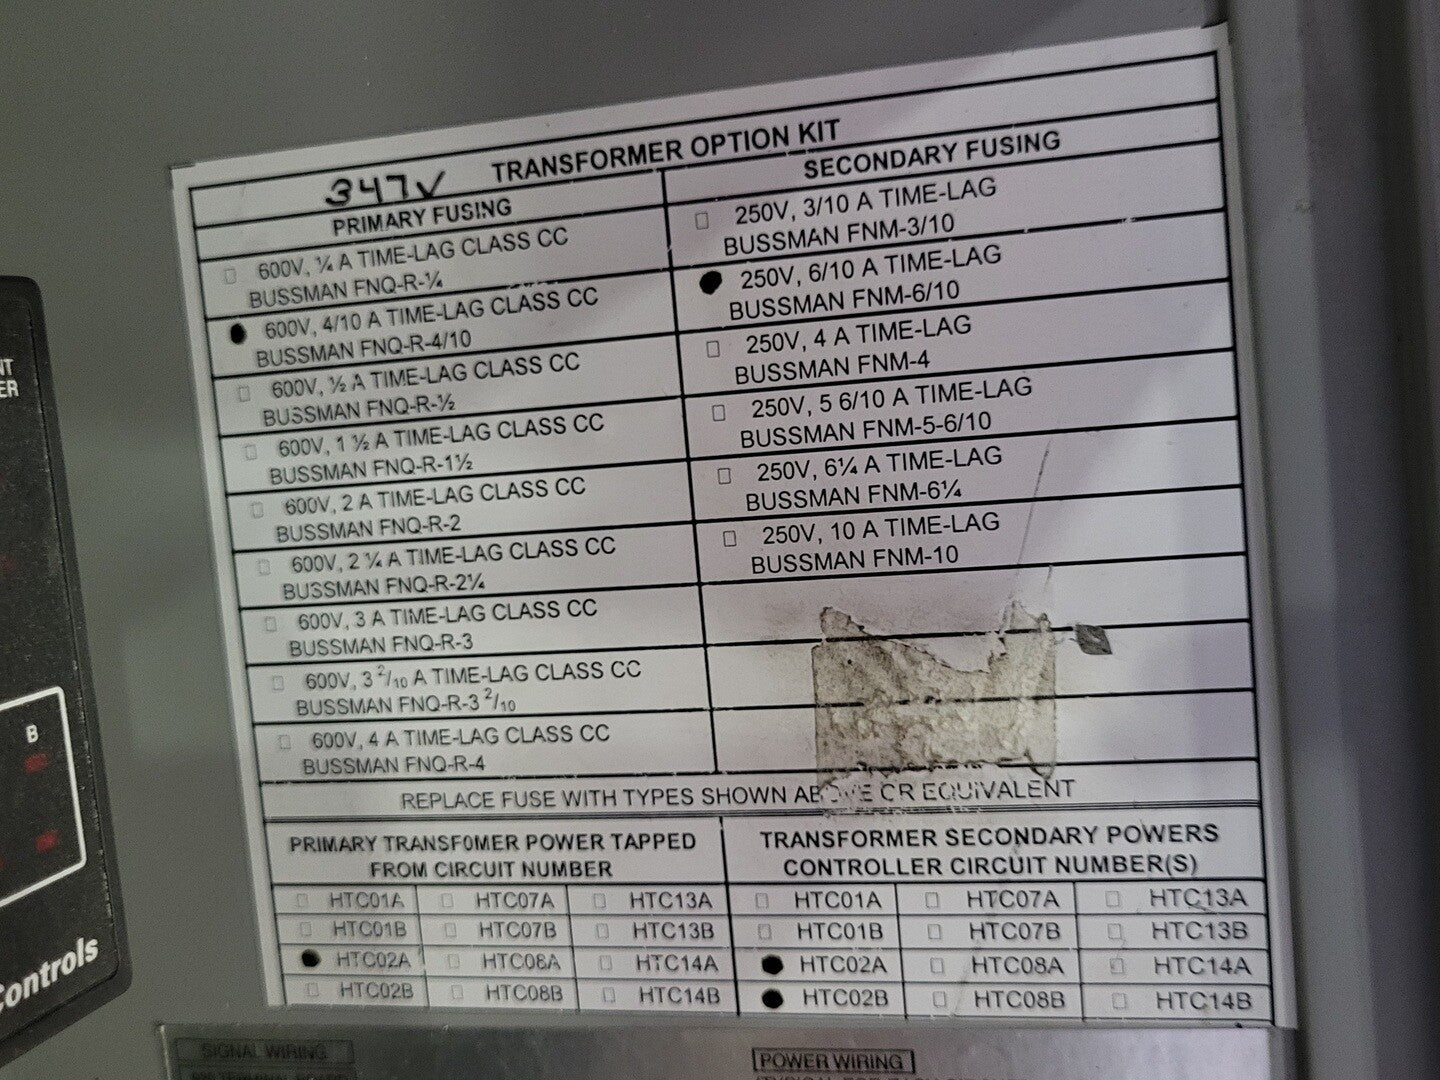 TRANSFORMER OPTION KIT
347V
PRIMARY FUSING
600V, ¼ A TIME-LAG CLASS CC
BUSSMAN FNQ-R-¼
600V, 4/10 A TIME-LAG CLASS CC
BUSSMAN FNQ-R-4/10
600V, ½ A TIME-LAG CLASS CC
BUSSMAN FNQ-R-½
600V, 1 ½ A TIME-LAG CLASS CC
BUSSMAN FNQ-R-1½
600V, 2 A TIME-LAG CLASS CC
BUSSMAN FNQ-R-2
600V, 2 ¼ A TIME-LAG CLASS CC
BUSSMAN FNQ-R-2¼
600V, 3 A TIME-LAG CLASS CC
BUSSMAN FNQ-R-3
600V, 3 2/10 A TIME-LAG CLASS CC
BUSSMAN FNQ-R-3 2/10
600V, 4 A TIME-LAG CLASS CC
BUSSMAN FNQ-R-4
SECONDARY FUSING
250V, 3/10 A TIME-LAG
BUSSMAN FNM-3/10
250V, 6/10 A TIME-LAG
BUSSMAN FNM-6/10
250V, 4 A TIME-LAG
BUSSMAN FNM-4
250V, 5 6/10 A TIME-LAG
BUSSMAN FNM-5-6/10
250V, 6¼ A TIME-LAG
BUSSMAN FNM-6¼
250V, 10 A TIME-LAG
BUSSMAN FNM-10
REPLACE FUSE WITH TYPES SHOWN ABOVE OR EQUIVALENT
PRIMARY TRANSFOMER POWER TAPPED
FROM CIRCUIT NUMBER
HTC01A HTC07A HTC13A
HTC01B HTC07B HTC13B
HTC02A HTC08A HTC14A
HTC02B HTC08B HTC14B
TRANSFORMER SECONDARY POWERS
CONTROLLER CIRCUIT NUMBER(S)
HTC01A HTC07A HTC13A
HTC01B HTC07B HTC13B
HTC02A HTC08A HTC14A
HTC02B HTC08B HTC14B
SIGNAL WIRING
POWER WIRING
B
Controls